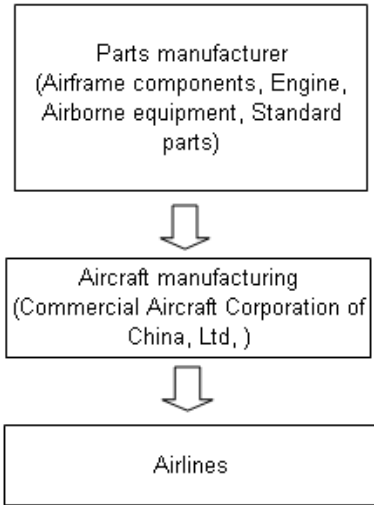 Parts manufacturer
(Airframe components, Engine,
Airborne equipment, Standard
parts)
Aircraft manufacturing
(Commercial Aircraft Corporation of
China, Ltd, )
Airlines